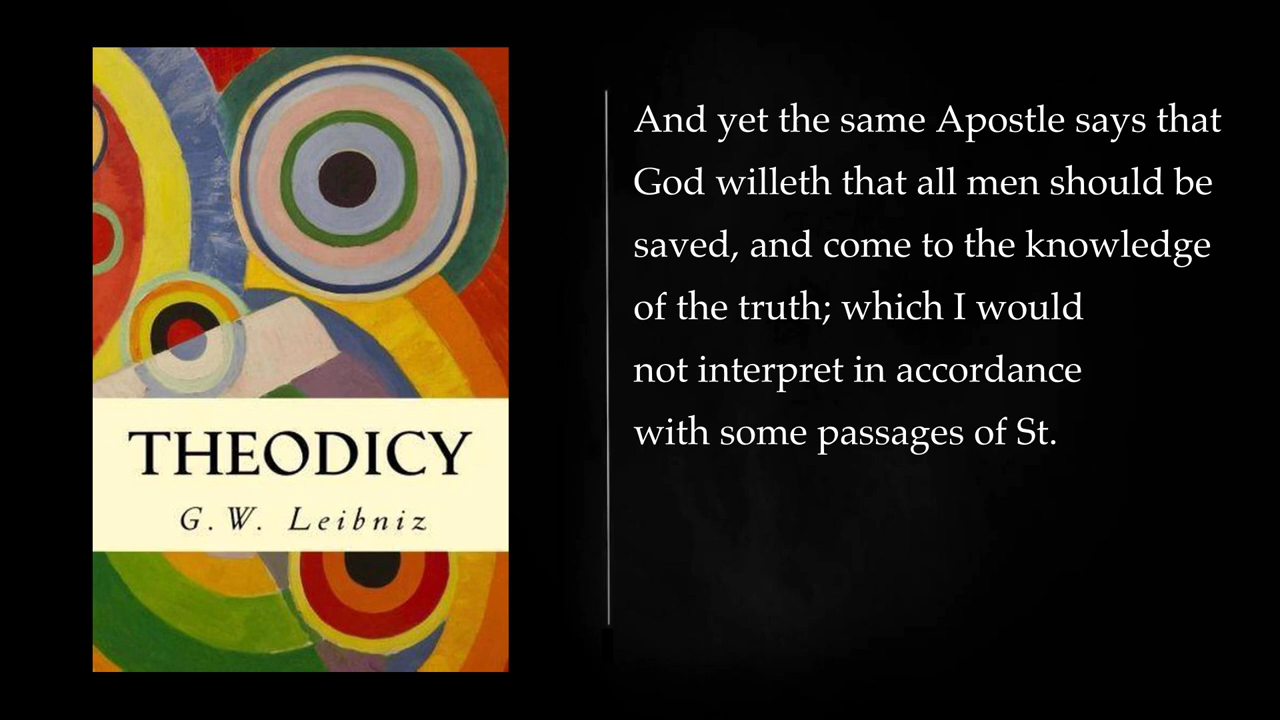 THEODICY
G. W. Leibniz
And yet the same Apostle says that
God willeth that all men should be
saved, and come to the knowledge
of the truth; which I would
not interpret in accordance
with some passages of St.